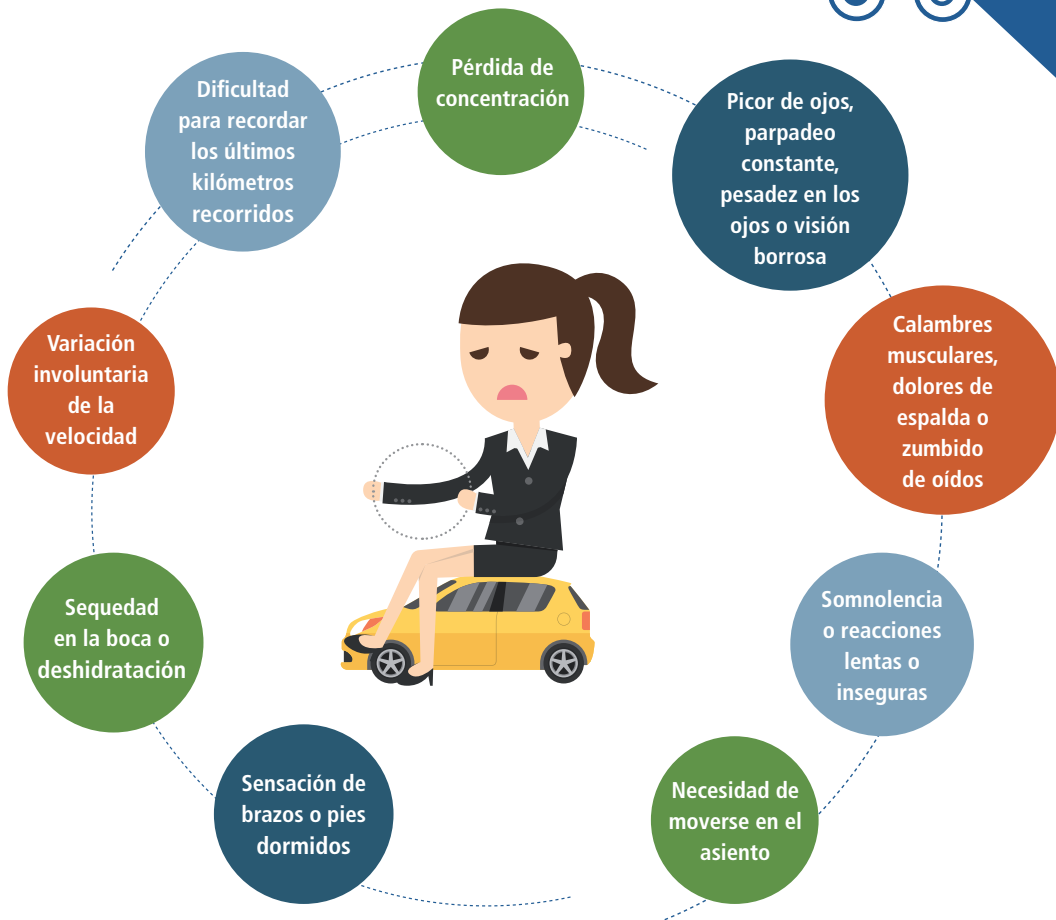 Pérdida de
concentración
Picor de ojos,
parpadeo
constante,
pesadez en los
ojos o visión
borrosa
Calambres
musculares,
dolores de
espalda o
zumbido
de oídos
Somnolencia
o reacciones
lentas o
inseguras
Necesidad de
moverse en el
asiento
Sensación de
brazos o pies
dormidos
Sequedad
en la boca o
deshidratación
Variación
involuntaria
de la
velocidad
Dificultad
para recordar
los últimos
kilómetros
recorridos